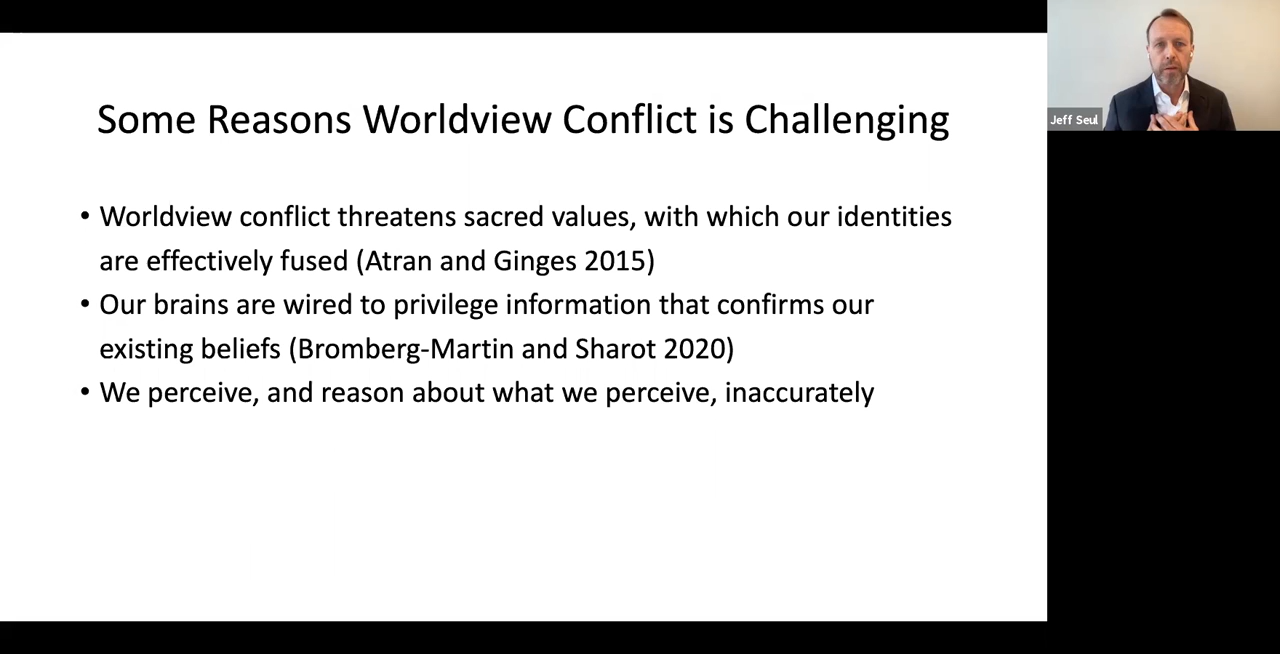 Some Reasons Worldview Conflict is Challenging
• Worldview conflict threatens sacred values, with which our identities
are effectively fused (Atran and Ginges 2015)
• Our brains are wired to privilege information that confirms our
existing beliefs (Bromberg-Martin and Sharot 2020)
• We perceive, and reason about what we perceive, inaccurately
Jeff Seul